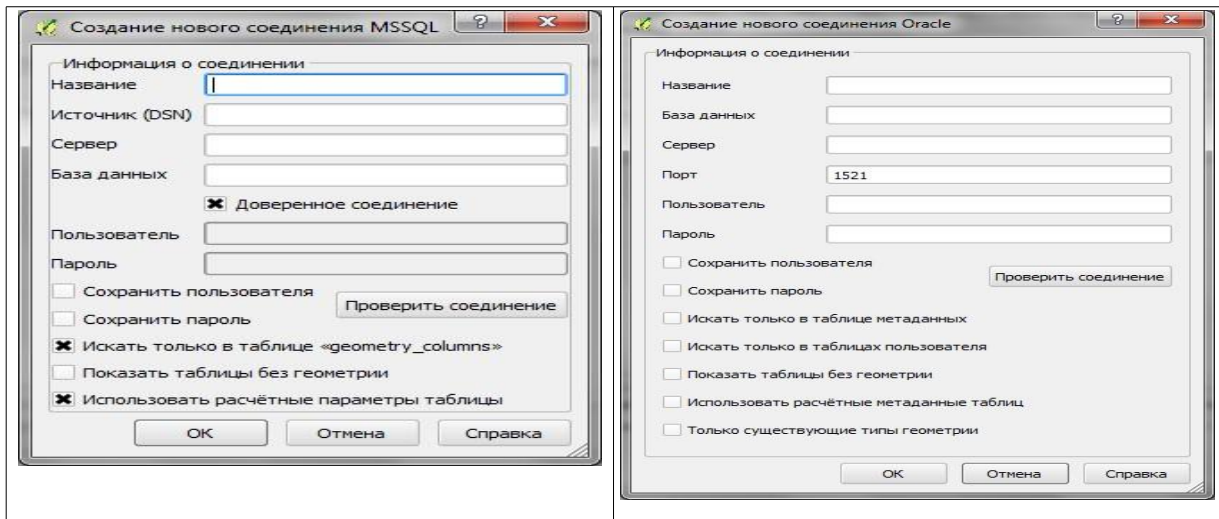 Создание нового соединения MSSQL
Информация о соединении
Название
Источник (DSN)
Сервер
База данных
Доверенное соединение
Пользователь
Пароль
Сохранить пользователя
Сохранить пароль
Проверить соединение
Искать только в таблице «geometry_columns»
Показать таблицы без геометрии
Использовать расчётные параметры таблицы
OK
Отмена
Справка
Создание нового соединения Oracle
Информация о соединении
Название
База данных
Сервер
Порт
1521
Пользователь
Пароль
Сохранить пользователя
Сохранить пароль
Проверить соединение
Искать только в таблице метаданных
Искать только в таблицах пользователя
Показать таблицы без геометрии
Использовать расчётные метаданные таблиц
Только существующие типы геометрии
OK
Отмена
Справка